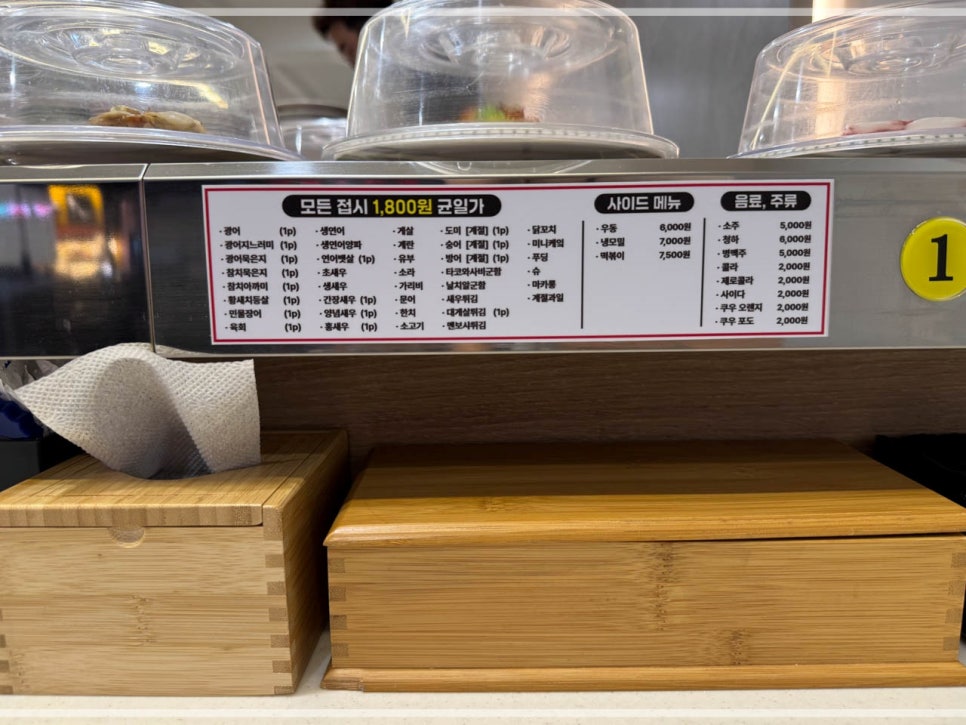 모든 접시 1,800원 균일가
· 광어 (1p)
· 광어지느러미 (1p)
· 광어묵은지 (1p)
· 참치묵은지 (1p)
· 참치아까미 (1p)
· 황새치등살 (1p)
· 민물장어 (1p)
· 육회 (1p)
· 생연어
· 생연어양파
· 연어뱃살 (1p)
· 초새우
· 생새우
· 간장새우 (1p)
· 양념새우 (1p)
· 홍새우 (1p)
· 게살
· 계란
· 유부
· 소라
· 가리비
· 문어
· 한치
· 소고기
· 도미 [계절] (1p)
· 숭어 [계절] (1p)
· 방어 [계절] (1p)
· 타코와사비군함
· 날치알군함
· 새우튀김
· 대게살튀김 (1p)
· 멘보샤튀김
· 닭꼬치
· 미니케익
· 푸딩
· 슈
· 마카롱
· 계절과일
사이드 메뉴
· 우동 6,000원
· 냉모밀 7,000원
· 떡볶이 7,500원
음료, 주류
· 소주 5,000원
· 청하 6,000원
· 병맥주 5,000원
· 콜라 2,000원
· 제로콜라 2,000원
· 사이다 2,000원
· 쿠우 오렌지 2,000원
· 쿠우 포도 2,000원
1